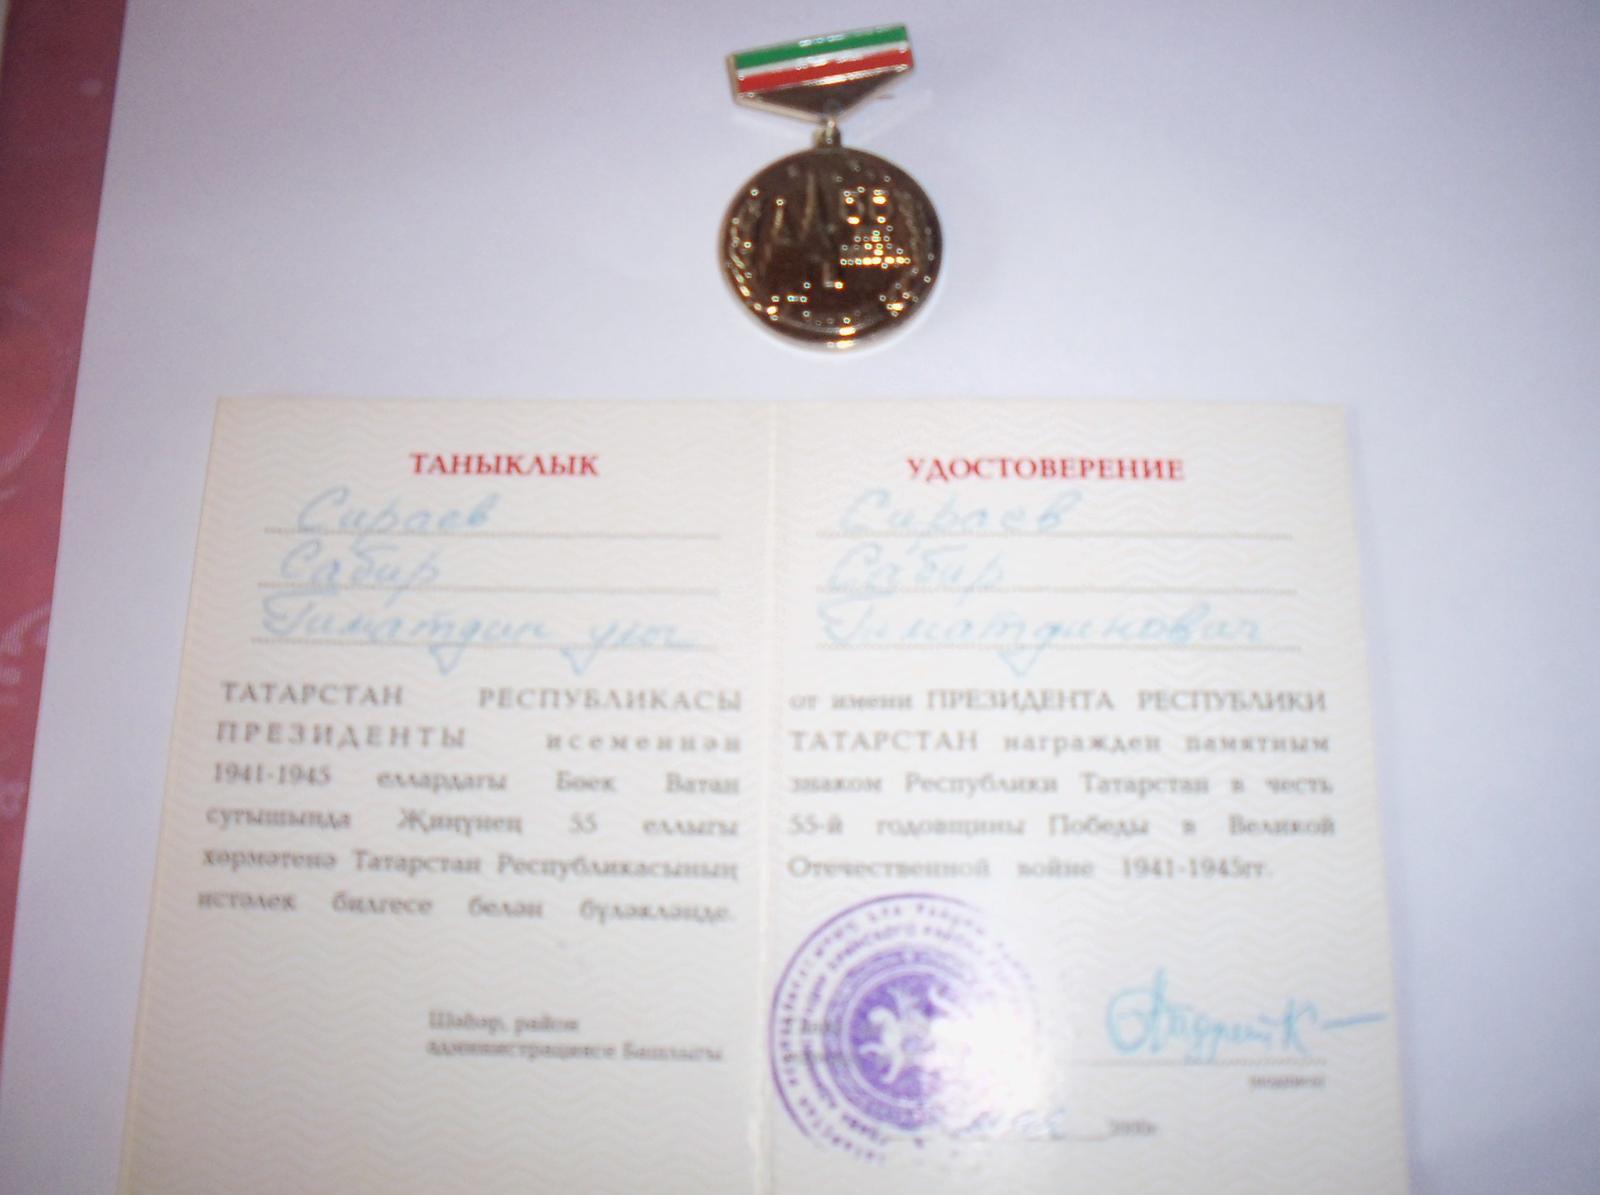 ТАНЫКЛЫК
Сираев
Сабир
Гиматдин улы
ТАТАРСТАН РЕСПУБЛИКАСЫ
ПРЕЗИДЕНТЫ исеменнән
1941-1945 еллардагы Бөек Ватан
сугышында Җиңүнең 55 еллыгы
хөрмәтенә Татарстан Республикасының
истәлек билгесе белән бүләкләнде.
Шәһәр, район
администрациясе Башлыгы
УДОСТОВЕРЕНИЕ
Сираев
Сабир
Гиматдинович
от имени ПРЕЗИДЕНТА РЕСПУБЛИКИ
ТАТАРСТАН награжден памятным
знаком Республики Татарстан в честь
55-й годовщины Победы в Великой
Отечественной войне 1941-1945гг.
подпись
2000г.